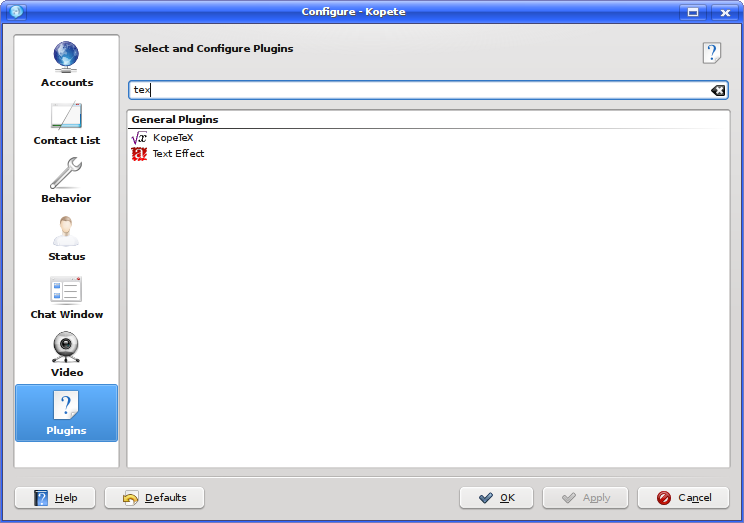 Configure - Kopete
Accounts
Contact List
Behavior
Status
Chat Window
Video
Plugins
Select and Configure Plugins
tex
General Plugins
√x KopeTeX
a Text Effect
Help
Defaults
OK
Apply
Cancel